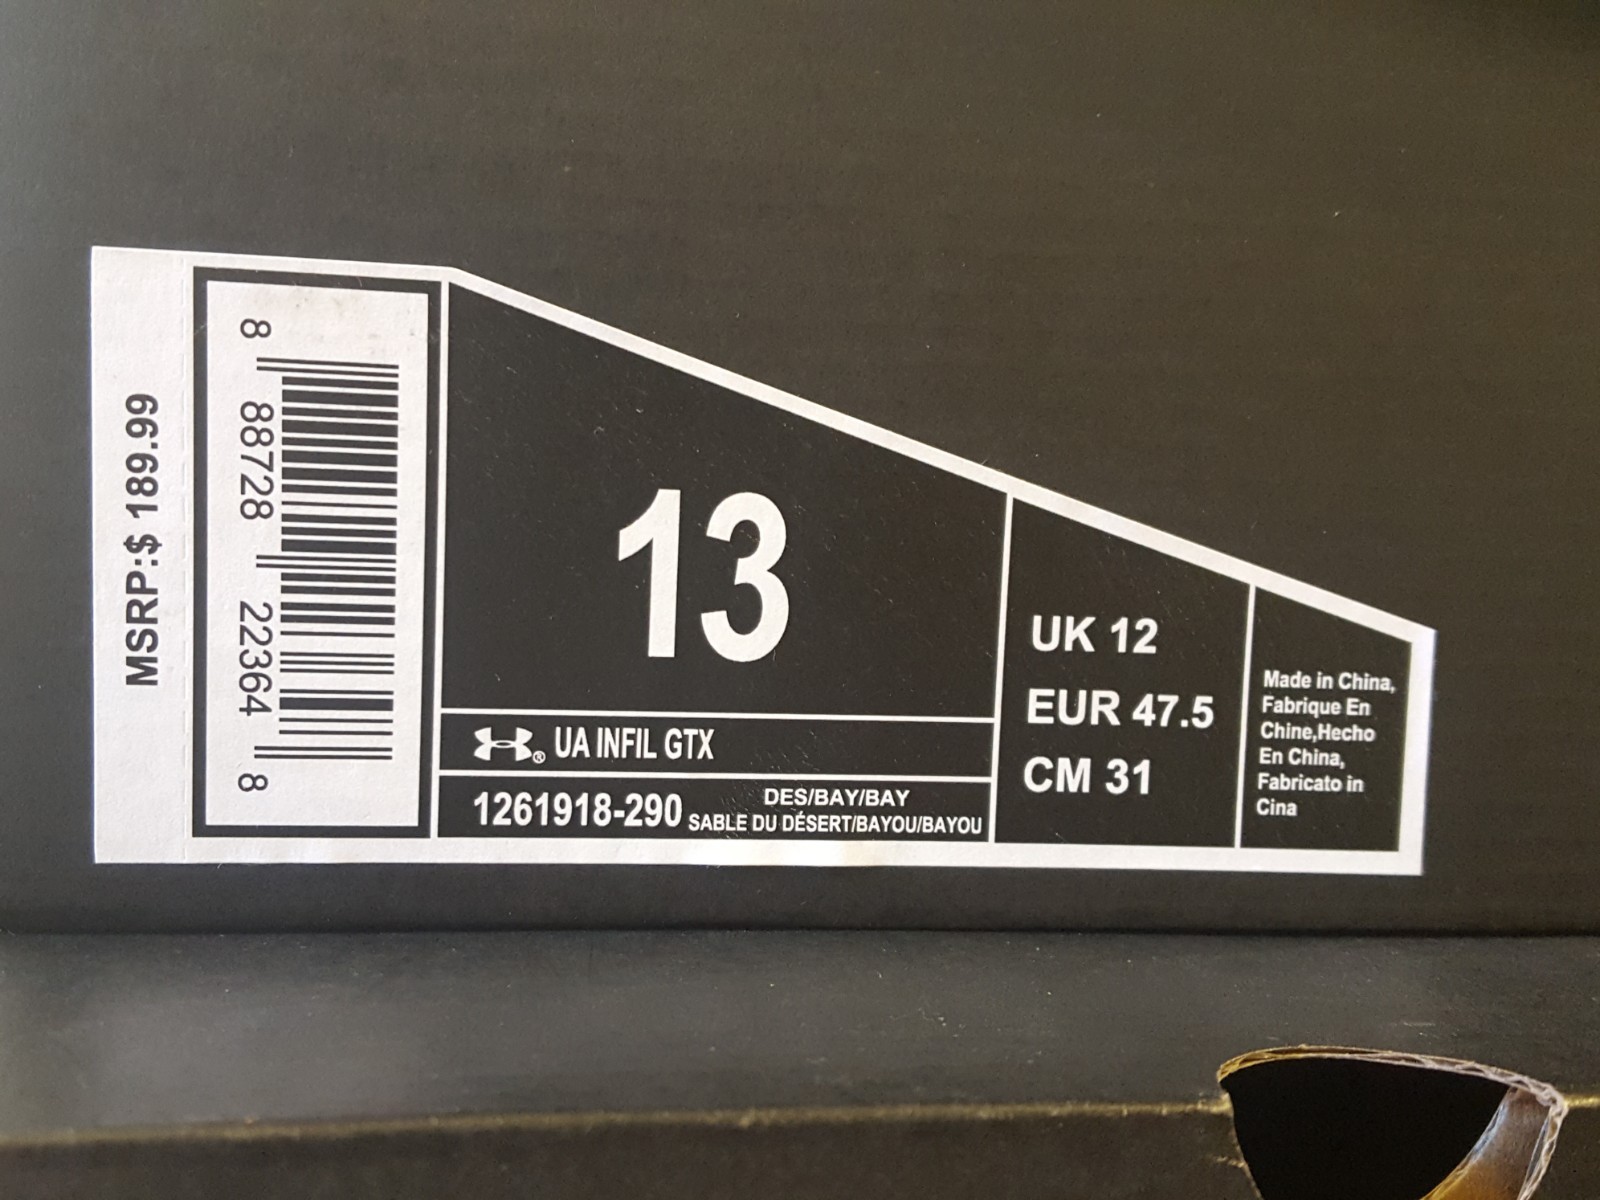 MSRP:$ 189.99
8 88728 22364 8
13
® UA INFIL GTX
1261918-290
DES/BAY/BAY
SABLE DU DÉSERT/BAYOU/BAYOU
UK 12
EUR 47.5
CM 31
Made in China,
Fabrique En
Chine,Hecho
En China,
Fabricato in
Cina